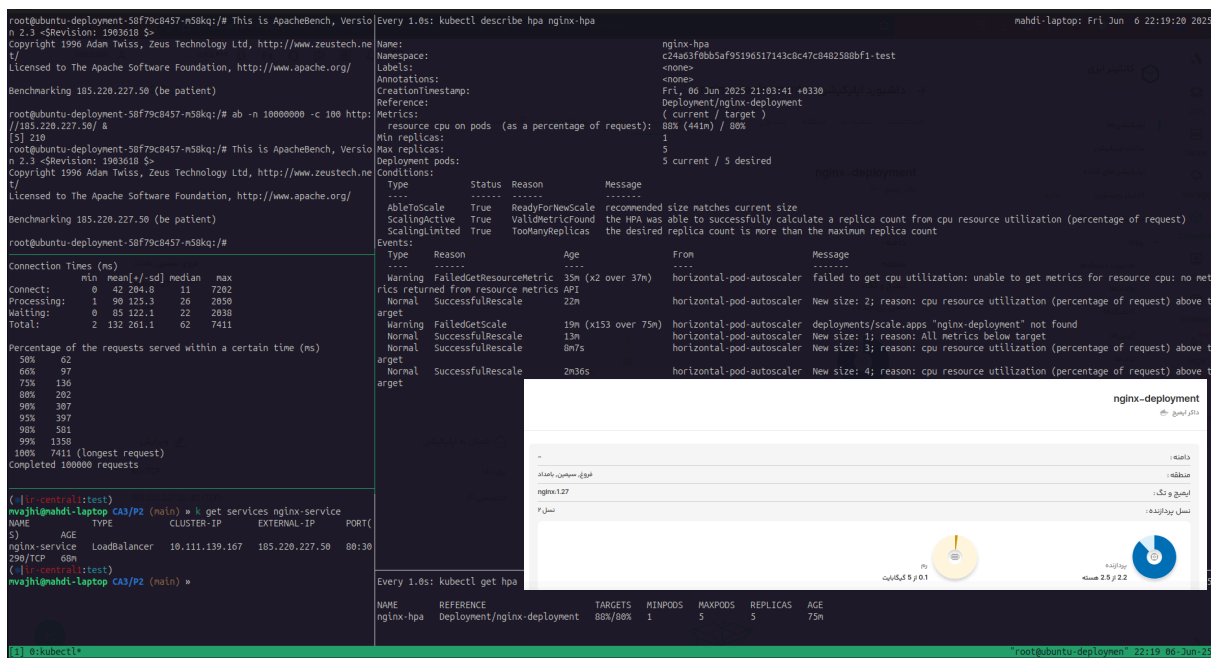 root@ubuntu-deployment-58f79c8457-m58kq:/# This is ApacheBench, Versio
n 2.3 <$Revision: 1903618 $>
Copyright 1996 Adam Twiss, Zeus Technology Ltd, http://www.zeustech.ne
t/
Licensed to The Apache Software Foundation, http://www.apache.org/
Benchmarking 185.220.227.50 (be patient)
root@ubuntu-deployment-58f79c8457-m58kq:/# ab -n 10000000 -c 100 http:
//185.220.227.50/ &
[5] 210
root@ubuntu-deployment-58f79c8457-m58kq:/# This is ApacheBench, Versio
n 2.3 <$Revision: 1903618 $>
Copyright 1996 Adam Twiss, Zeus Technology Ltd, http://www.zeustech.ne
t/
Licensed to The Apache Software Foundation, http://www.apache.org/
Benchmarking 185.220.227.50 (be patient)
root@ubuntu-deployment-58f79c8457-m58kq:/#
Connection Times (ms)
min mean[+/-sd] median max
Connect: 0 42 204.8 11 7202
Processing: 1 90 125.3 26 2050
Waiting: 0 85 122.1 22 2038
Total: 2 132 261.1 62 7411
Percentage of the requests served within a certain time (ms)
50% 62
66% 97
75% 136
80% 202
90% 307
95% 397
98% 581
99% 1358
100% 7411 (longest request)
Completed 100000 requests
(⎈|ir-central1:test)
mvajhi@mahdi-laptop CA3/P2 (main) » k get services nginx-service
NAME TYPE CLUSTER-IP EXTERNAL-IP PORT(
S) AGE
nginx-service LoadBalancer 10.111.139.167 185.220.227.50 80:30
290/TCP 68m
(⎈|ir-central1:test)
mvajhi@mahdi-laptop CA3/P2 (main) »
Every 1.0s: kubectl describe hpa nginx-hpa mahdi-laptop: Fri Jun 6 22:19:20 2025
Name: nginx-hpa
Namespace: c24a63f0bb5af95196517143c8c47c8482588bf1-test
Labels: <none>
Annotations: <none>
CreationTimestamp: Fri, 06 Jun 2025 21:03:41 +0330
Reference: Deployment/nginx-deployment
Metrics: ( current / target )
resource cpu on pods (as a percentage of request): 88% (441m) / 80%
Min replicas: 1
Max replicas: 5
Deployment pods: 5 current / 5 desired
Conditions:
Type Status Reason Message
---- ------ ------ -------
AbleToScale True ReadyForNewScale recommended size matches current size
ScalingActive True ValidMetricFound the HPA was able to successfully calculate a replica count from cpu resource utilization (percentage of request)
ScalingLimited True TooManyReplicas the desired replica count is more than the maximum replica count
Events:
Type Reason Age From Message
---- ------ ---- ---- -------
Warning FailedGetResourceMetric 35m (x2 over 37m) horizontal-pod-autoscaler failed to get cpu utilization: unable to get metrics for resource cpu: no met
rics returned from resource metrics API
Normal SuccessfulRescale 22m horizontal-pod-autoscaler New size: 2; reason: cpu resource utilization (percentage of request) above t
arget
Warning FailedGetScale 19m (x153 over 75m) horizontal-pod-autoscaler deployments/scale.apps "nginx-deployment" not found
Normal SuccessfulRescale 13m horizontal-pod-autoscaler New size: 1; reason: All metrics below target
Normal SuccessfulRescale 8m7s horizontal-pod-autoscaler New size: 3; reason: cpu resource utilization (percentage of request) above t
arget
Normal SuccessfulRescale 2m36s horizontal-pod-autoscaler New size: 4; reason: cpu resource utilization (percentage of request) above t
arget
nginx-deployment
داکر ایمیج
دامنه : -
منطقه : فروغ, سیمین, بامداد
ایمیج و تگ : nginx:1.27
نسل پردازنده : نسل ۲
پردازنده
2.2 از 2.5 هسته
رم
0.1 از 5 گیگابایت
Every 1.0s: kubectl get hpa
NAME REFERENCE TARGETS MINPODS MAXPODS REPLICAS AGE
nginx-hpa Deployment/nginx-deployment 88%/80% 1 5 5 75m
[1] 0:kubectl* "root@ubuntu-deploymen" 22:19 06-Jun-25